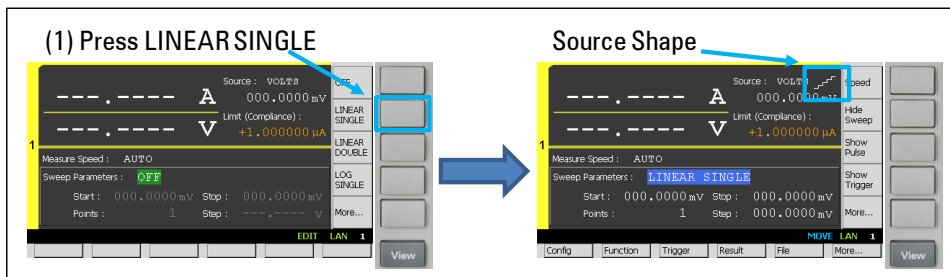 (1) Press LINEAR SINGLE
Source Shape
Source : VOLTS
---.---- A 000.0000 mV
Limit (Compliance) :
---.---- V +1.000000 µA
1
Measure Speed : AUTO
Sweep Parameters : OFF
Start : 000.0000 mV Stop : 000.0000 mV
Points : 1 Step : ---.---- V
EDIT LAN 1
OFF
LINEAR SINGLE
LINEAR DOUBLE
LOG SINGLE
More...
View
Source : VOLTS
---.---- A 000.0000 mV
Limit (Compliance) :
---.---- V +1.000000 µA
1
Measure Speed : AUTO
Sweep Parameters : LINEAR SINGLE
Start : 000.0000 mV Stop : 000.0000 mV
Points : 1 Step : 000.0000 mV
MOVE LAN 1
Speed
Hide Sweep
Show Pulse
Show Trigger
More...
Config Function Trigger Result File More...
View